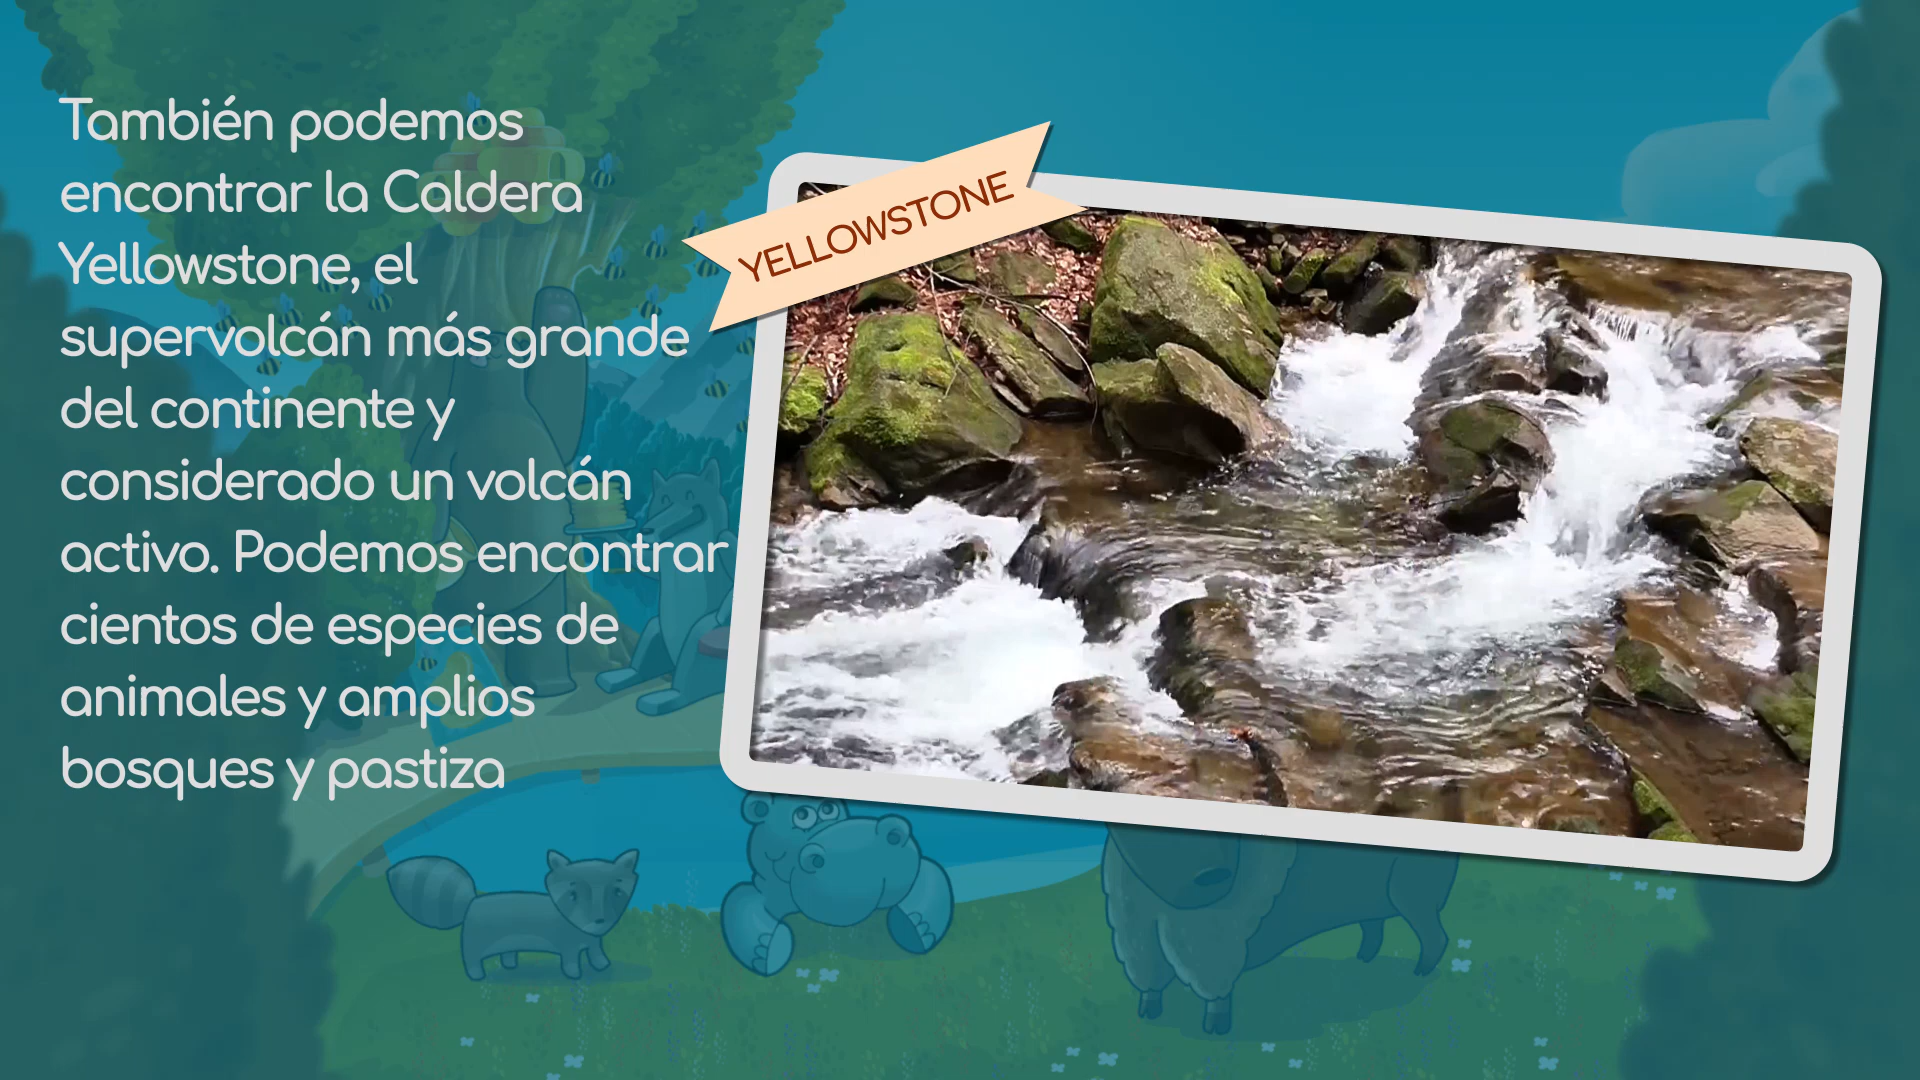 También podemos
encontrar la Caldera
Yellowstone, el
supervolcán más grande
del continente y
considerado un volcán
activo. Podemos encontrar
cientos de especies de
animales y amplios
bosques y pastiza
YELLOWSTONE